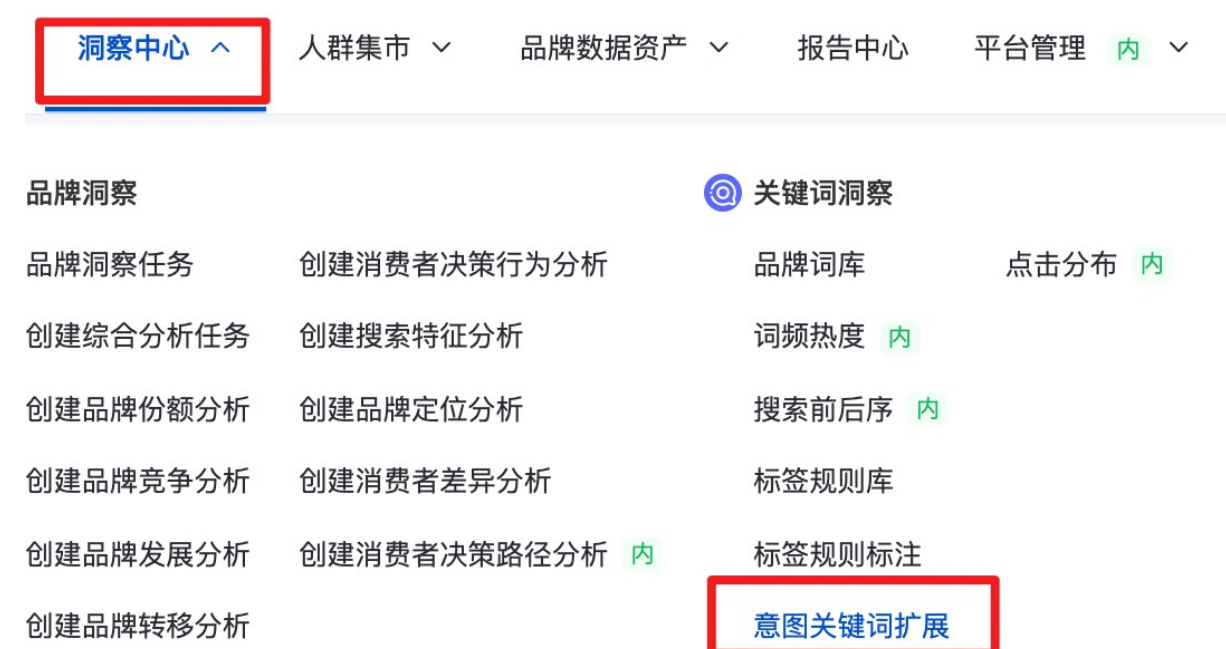 洞察中心 人群集市 品牌数据资产 报告中心 平台管理 内
品牌洞察 关键词洞察
品牌洞察任务 创建消费者决策行为分析 品牌词库 点击分布 内
创建综合分析任务 创建搜索特征分析 词频热度 内
创建品牌份额分析 创建品牌定位分析 搜索前后序 内
创建品牌竞争分析 创建消费者差异分析 标签规则库
创建品牌发展分析 创建消费者决策路径分析 内 标签规则标注
创建品牌转移分析 意图关键词扩展